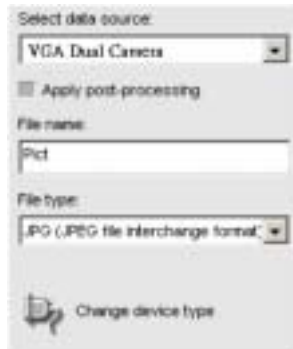 Select data source:
VGA Dual Camera
Apply post-processing
File name:
Pict
File type:
JPG (JPEG file interchange format)
Change device type